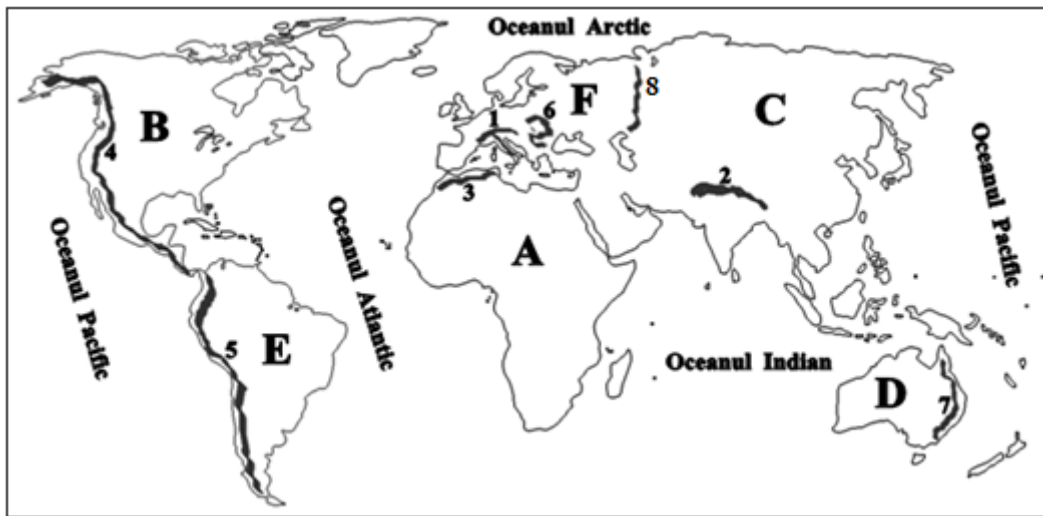 Oceanul Arctic
8
F
C
B
1
6
4
2
3
Oceanul Pacific
Oceanul Atlantic
A
Oceanul Pacific
5
E
Oceanul Indian
D
7